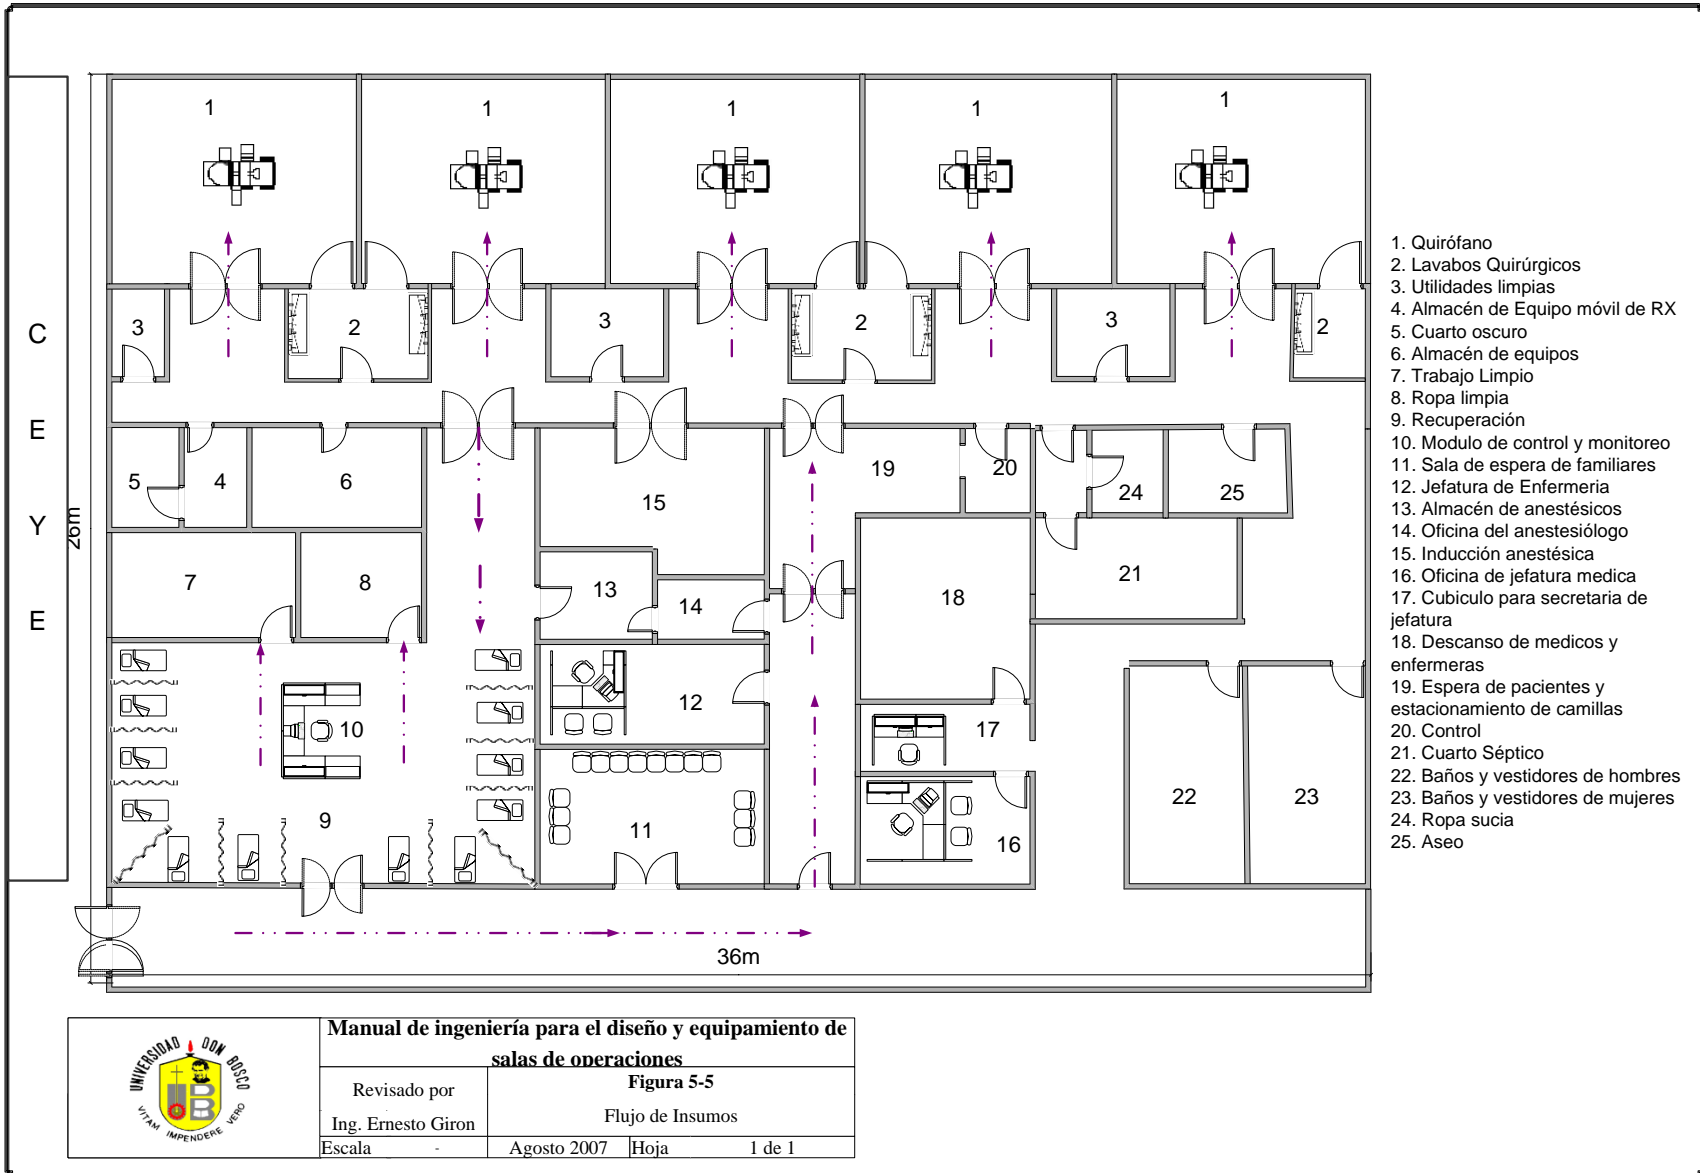 1 1 1 1 1
3 2 3 2 3 2
C
E
Y
E
26m
5 4 6 15 19 20 24 25
7 8 13 14 18 21
10 12 17
9 11 16 22 23
36m
1. Quirófano
2. Lavabos Quirúrgicos
3. Utilidades limpias
4. Almacén de Equipo móvil de RX
5. Cuarto oscuro
6. Almacén de equipos
7. Trabajo Limpio
8. Ropa limpia
9. Recuperación
10. Modulo de control y monitoreo
11. Sala de espera de familiares
12. Jefatura de Enfermeria
13. Almacén de anestésicos
14. Oficina del anestesiólogo
15. Inducción anestésica
16. Oficina de jefatura medica
17. Cubiculo para secretaria de
jefatura
18. Descanso de medicos y
enfermeras
19. Espera de pacientes y
estacionamiento de camillas
20. Control
21. Cuarto Séptico
22. Baños y vestidores de hombres
23. Baños y vestidores de mujeres
24. Ropa sucia
25. Aseo
UNIVERSIDAD DON BOSCO
VITAM IMPENDERE VERO
Manual de ingeniería para el diseño y equipamiento de
salas de operaciones
Revisado por
Ing. Ernesto Giron
Figura 5-5
Flujo de Insumos
Escala - Agosto 2007 Hoja 1 de 1